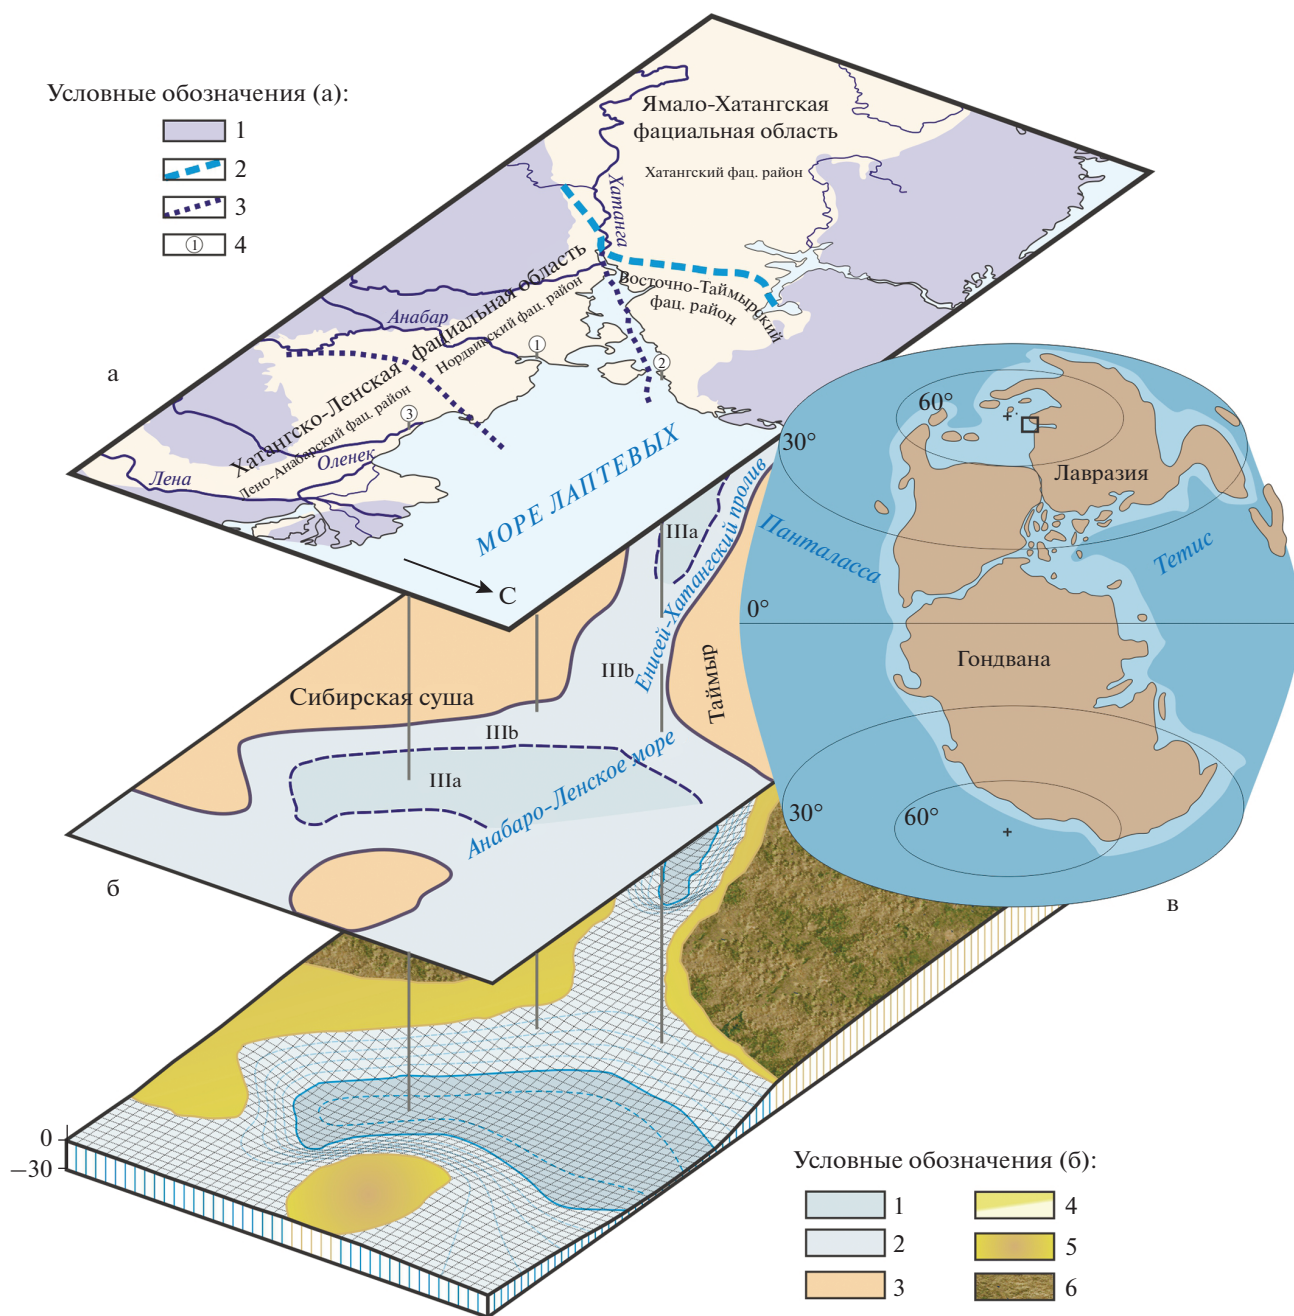 Условные обозначения (а):
1
2
3
① 4
Ямало-Хатангская
фациальная область
Хатангский фац. район
Хатанга
Восточно-Таймырский
фац. район
Хатангско-Ленская фациальная область
Нордвикский фац. район
Анабар
①
②
③
Лено-Анабарский фац. район
Оленек
Лена
МОРЕ ЛАПТЕВЫХ
С
а
60°
30°
Лавразия
Панталасса
Тетис
0°
Гондвана
30°
60°
в
IIIa
Енисей-Хатангский пролив
IIIb
Таймыр
Сибирская суша
IIIb
IIIa
Анабаро-Ленское море
б
0
–30
Условные обозначения (б):
1
2
3
4
5
6